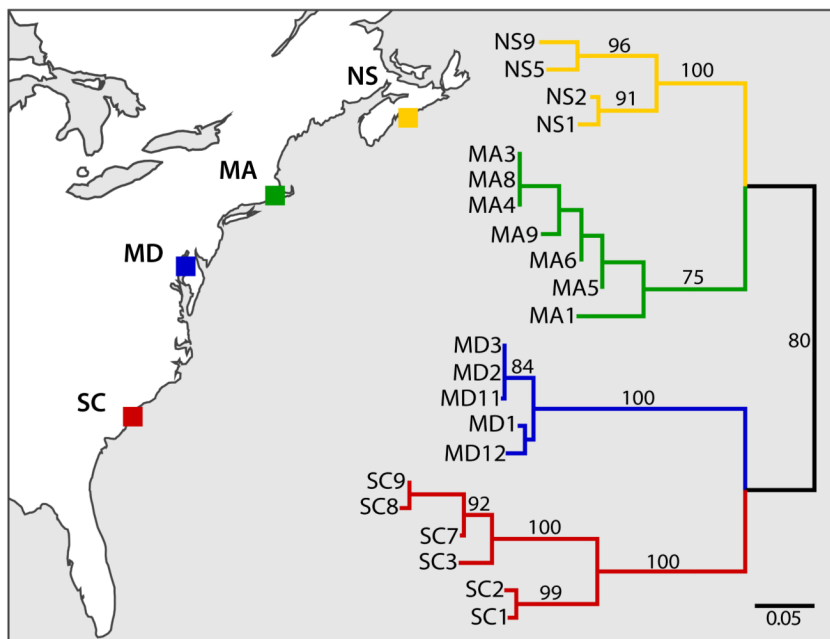 NS
MA
MD
SC
NS9
NS5
96
NS2
NS1
91
100
MA3
MA8
MA4
MA9
MA6
MA5
MA1
75
MD3
MD2
MD11
84
MD1
MD12
100
80
SC9
SC8
92
SC7
SC3
100
SC2
SC1
99
100
0.05